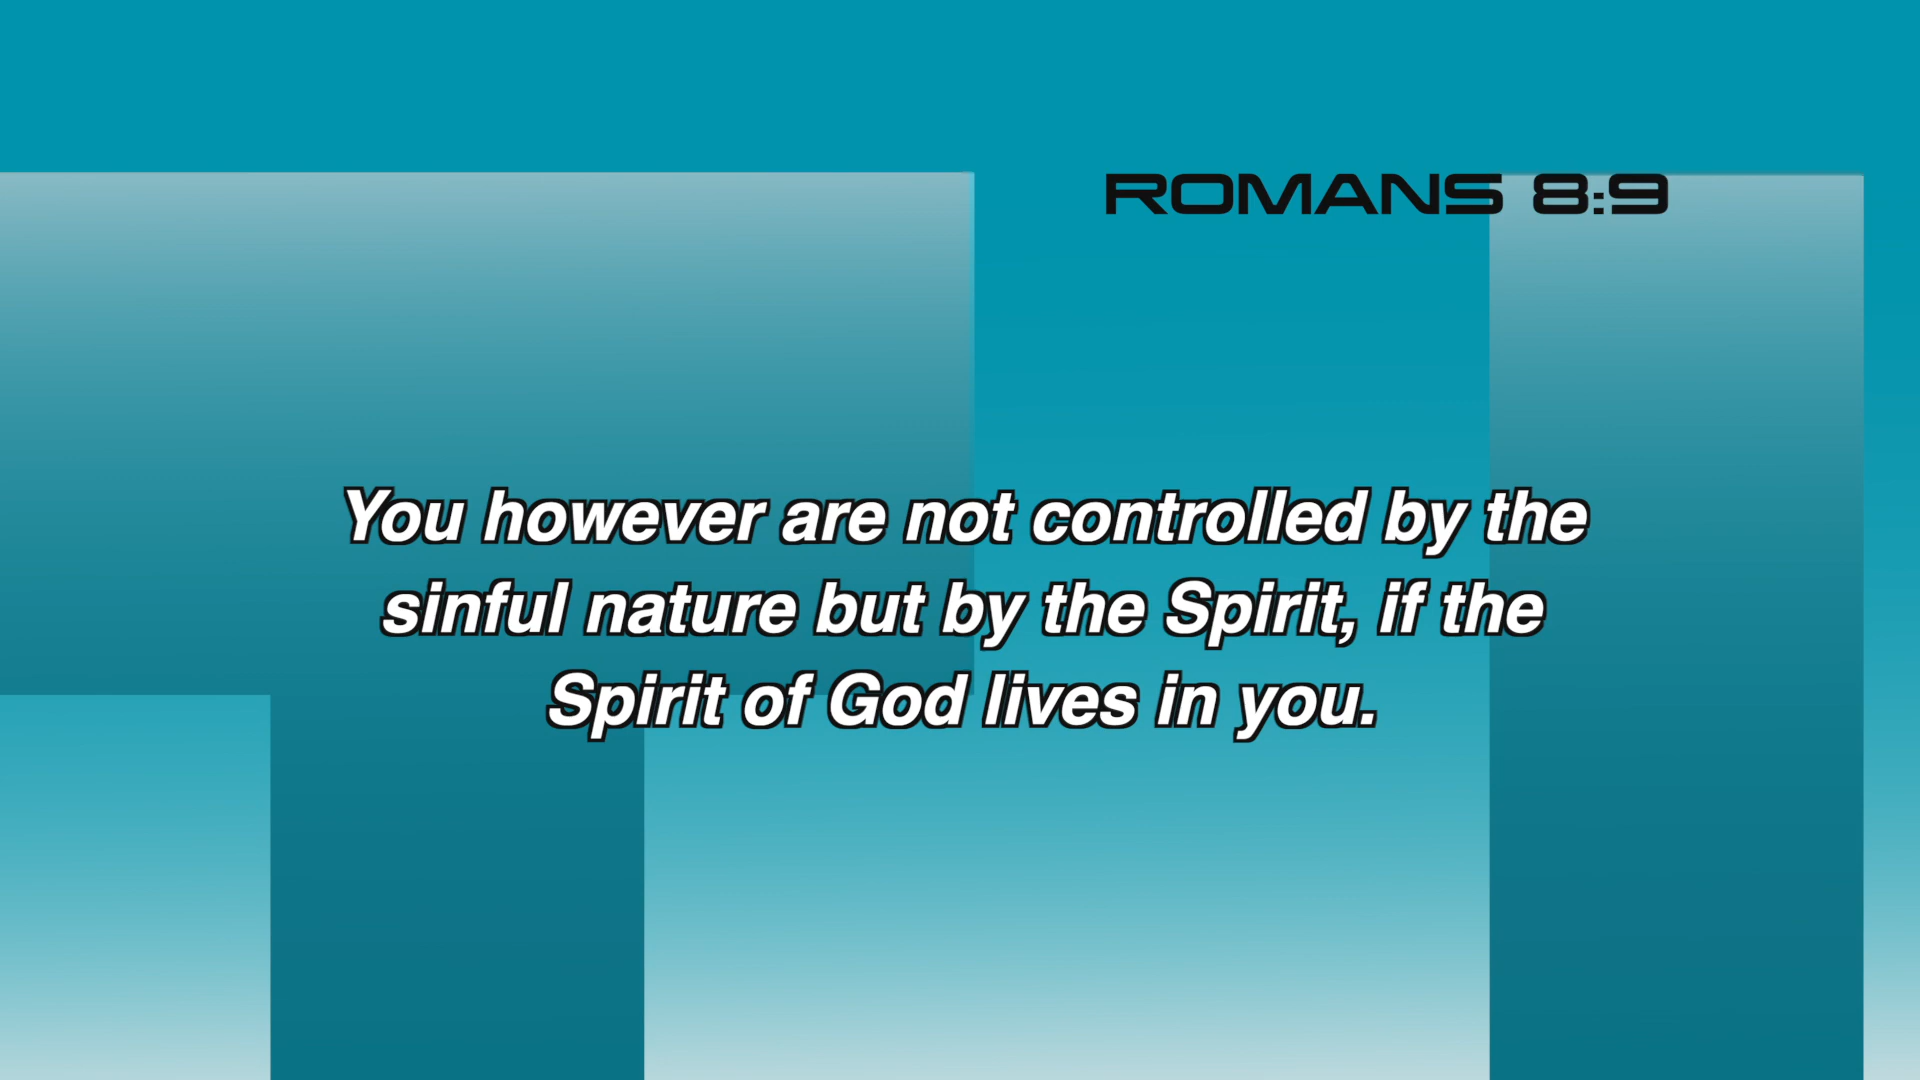 ROMANS 8:9
You however are not controlled by the
sinful nature but by the Spirit, if the
Spirit of God lives in you.